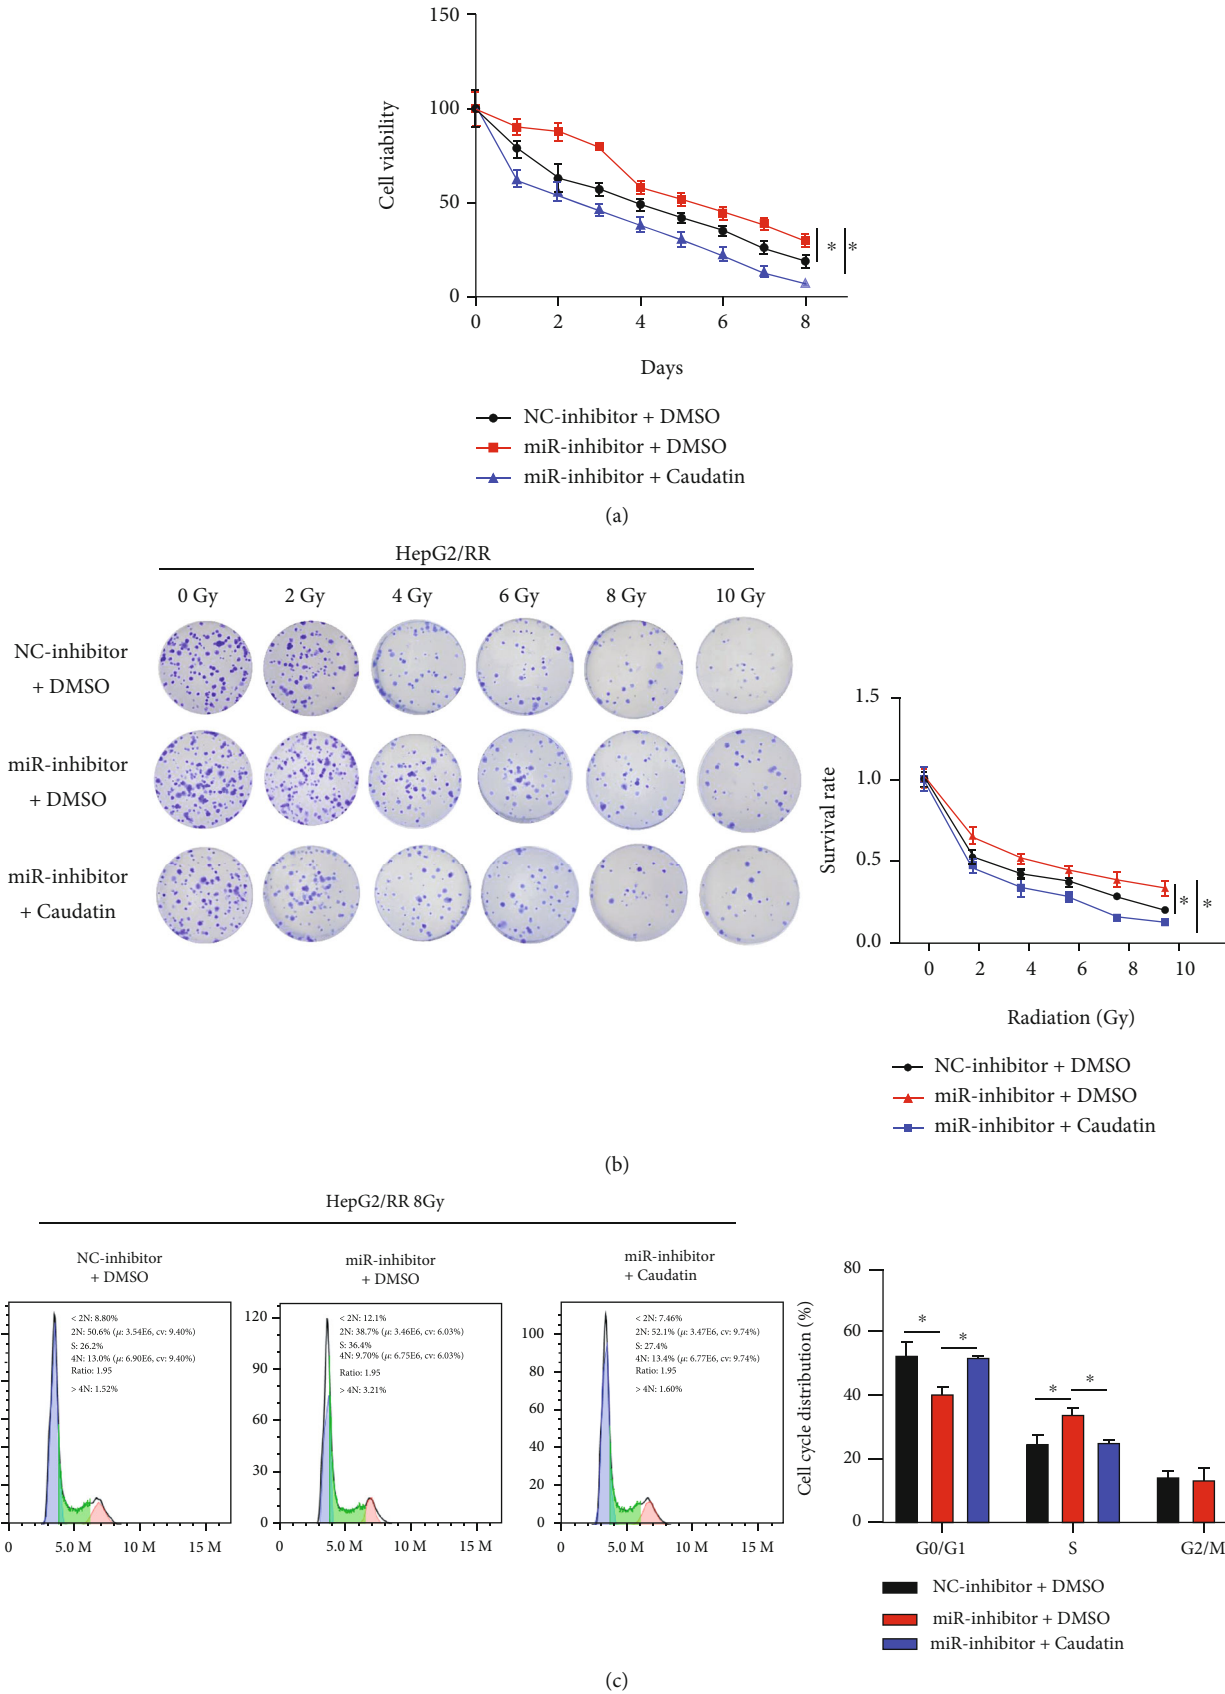 150
100
50
0
Cell viability
0 2 4 6 8
* *
Days
NC-inhibitor + DMSO
miR-inhibitor + DMSO
miR-inhibitor + Caudatin
(a)
HepG2/RR
0 Gy 2 Gy 4 Gy 6 Gy 8 Gy 10 Gy
NC-inhibitor
+ DMSO
miR-inhibitor
+ DMSO
miR-inhibitor
+ Caudatin
1.5
1.0
0.5
0.0
Survival rate
* *
0 2 4 6 8 10
Radiation (Gy)
NC-inhibitor + DMSO
miR-inhibitor + DMSO
miR-inhibitor + Caudatin
(b)
HepG2/RR 8Gy
NC-inhibitor
+ DMSO
< 2N: 8.80%
2N: 50.6% (μ: 3.54E6, cv: 9.40%)
S: 26.2%
4N: 13.0% (μ: 6.90E6, cv: 9.40%)
Ratio: 1.95
> 4N: 1.52%
0 5.0 M 10 M 15 M
miR-inhibitor
+ DMSO
120
90
60
30
0
< 2N: 12.1%
2N: 38.7% (μ: 3.46E6, cv: 6.03%)
S: 36.4%
4N: 9.70% (μ: 6.75E6, cv: 6.03%)
Ratio: 1.95
> 4N: 3.21%
0 5.0 M 10 M 15 M
miR-inhibitor
+ Caudatin
100
80
60
40
20
0
< 2N: 7.46%
2N: 52.1% (μ: 3.47E6, cv: 9.74%)
S: 27.4%
4N: 13.4% (μ: 6.77E6, cv: 9.74%)
Ratio: 1.95
> 4N: 1.60%
0 5.0 M 10 M 15 M
80
60
40
20
0
Cell cycle distribution (%)
* *
* *
G0/G1 S G2/M
NC-inhibitor + DMSO
miR-inhibitor + DMSO
miR-inhibitor + Caudatin
(c)